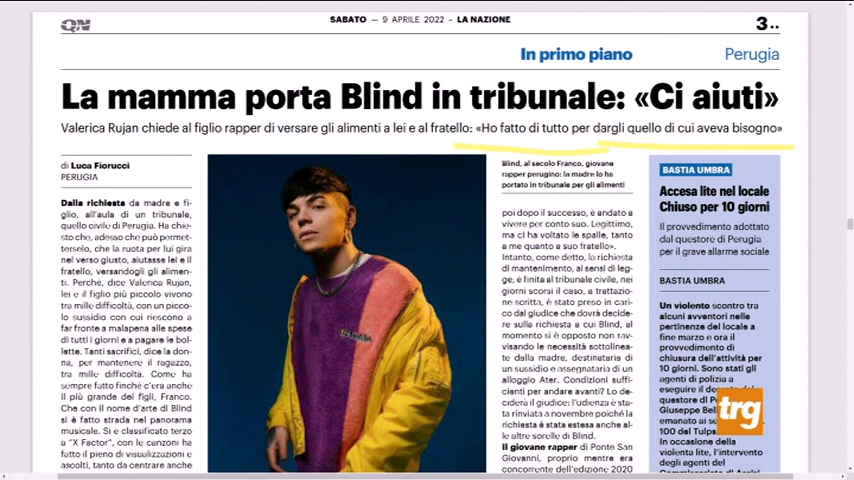 QN
SABATO — 9 APRILE 2022 – LA NAZIONE
3..
In primo piano
Perugia
La mamma porta Blind in tribunale: «Ci aiuti»
Valerica Rujan chiede al figlio rapper di versare gli alimenti a lei e al fratello: «Ho fatto di tutto per dargli quello di cui aveva bisogno»
di Luca Fiorucci
PERUGIA
Dalla richiesta da madre e fi-
glio, all'aula di un tribunale,
quello civile di Perugia. Ha chie-
sto che, adesso che può permet-
terselo, che la ruota per lui gira
nel verso giusto, aiutasse lei e il
fratello, versandogli gli alimen-
ti. Perché, dice Valerica Rujan,
lei e il figlio più piccolo vivono
tra mille difficoltà, con un picco-
lo sussidio con cui riescono a
far fronte a malapena alle spese
di tutti i giorni e a pagare le bol-
lette. Tanti sacrifici, dice la don-
na, per mantenere il ragazzo,
tra mille difficoltà. Come ha
sempre fatto finché c'era anche
il più grande dei figli, Franco.
Che con il nome d'arte di Blind
si è fatto strada nel panorama
musicale. Si è classificato terzo
a "X Factor", con le canzoni ha
fatto il pieno di visualizzazioni e
ascolti, tanto da centrare anche
Blind, al secolo Franco, giovane
rapper perugino: la madre lo ha
portato in tribunale per gli alimenti
poi dopo il successo, è andato a
vivere per conto suo. Legittimo,
ma ci ha voltato le spalle, tanto
a me quanto a suo fratello».
Intanto, come detto, la richiesta
di mantenimento, ai sensi di leg-
ge, è finita al tribunale civile, nei
giorni scorsi il caso, a trattazio-
ne scritta, è stato preso in cari-
co dal giudice che dovrà decide-
re sulla richiesta a cui Blind, al
momento si è opposto non rav-
visando le necessità sottolinea-
te dalla madre, destinataria di
un sussidio e assegnataria di un
alloggio Ater. Condizioni suffi-
cienti per andare avanti? Lo de-
ciderà il giudice: l'udienza è sta-
ta rinviata a novembre poiché la
richiesta è stata estesa anche al-
le altre sorelle di Blind.
Il giovane rapper di Ponte San
Giovanni, proprio mentre era
concorrente dell'edizione 2020
BASTIA UMBRA
Accesa lite nel locale
Chiuso per 10 giorni
Il provvedimento adottato
dal questore di Perugia
per il grave allarme sociale
BASTIA UMBRA
Un violento scontro tra
alcuni avventori nelle
pertinenze del locale a
fine marzo e ora il
provvedimento di
chiusura dell'attività per
10 giorni. Sono stati gli
agenti di polizia a
eseguire il
questore di
Giuseppe
emanato ai
100 del Tulps.
In occasione della
violenta lite, l'intervento
degli agenti del
trg